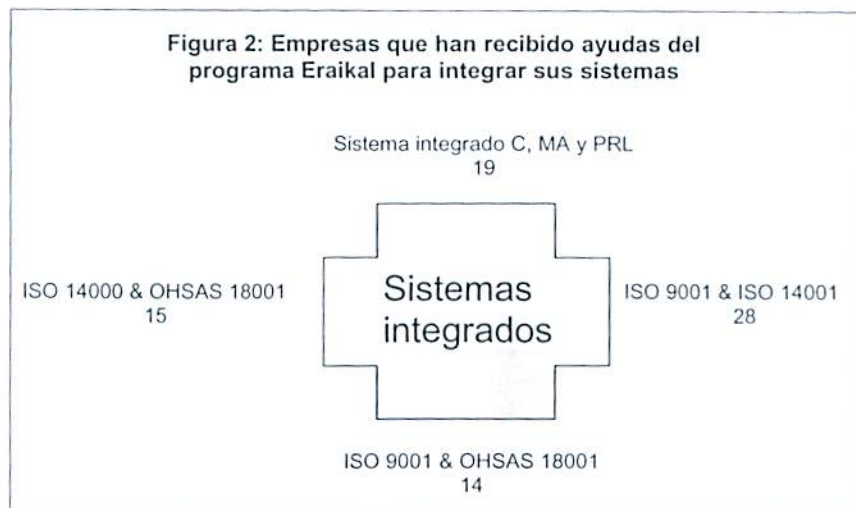 Figura 2: Empresas que han recibido ayudas del
programa Eraikal para integrar sus sistemas
Sistema integrado C, MA y PRL
19
ISO 14000 & OHSAS 18001
15
Sistemas
integrados
ISO 9001 & ISO 14001
28
ISO 9001 & OHSAS 18001
14